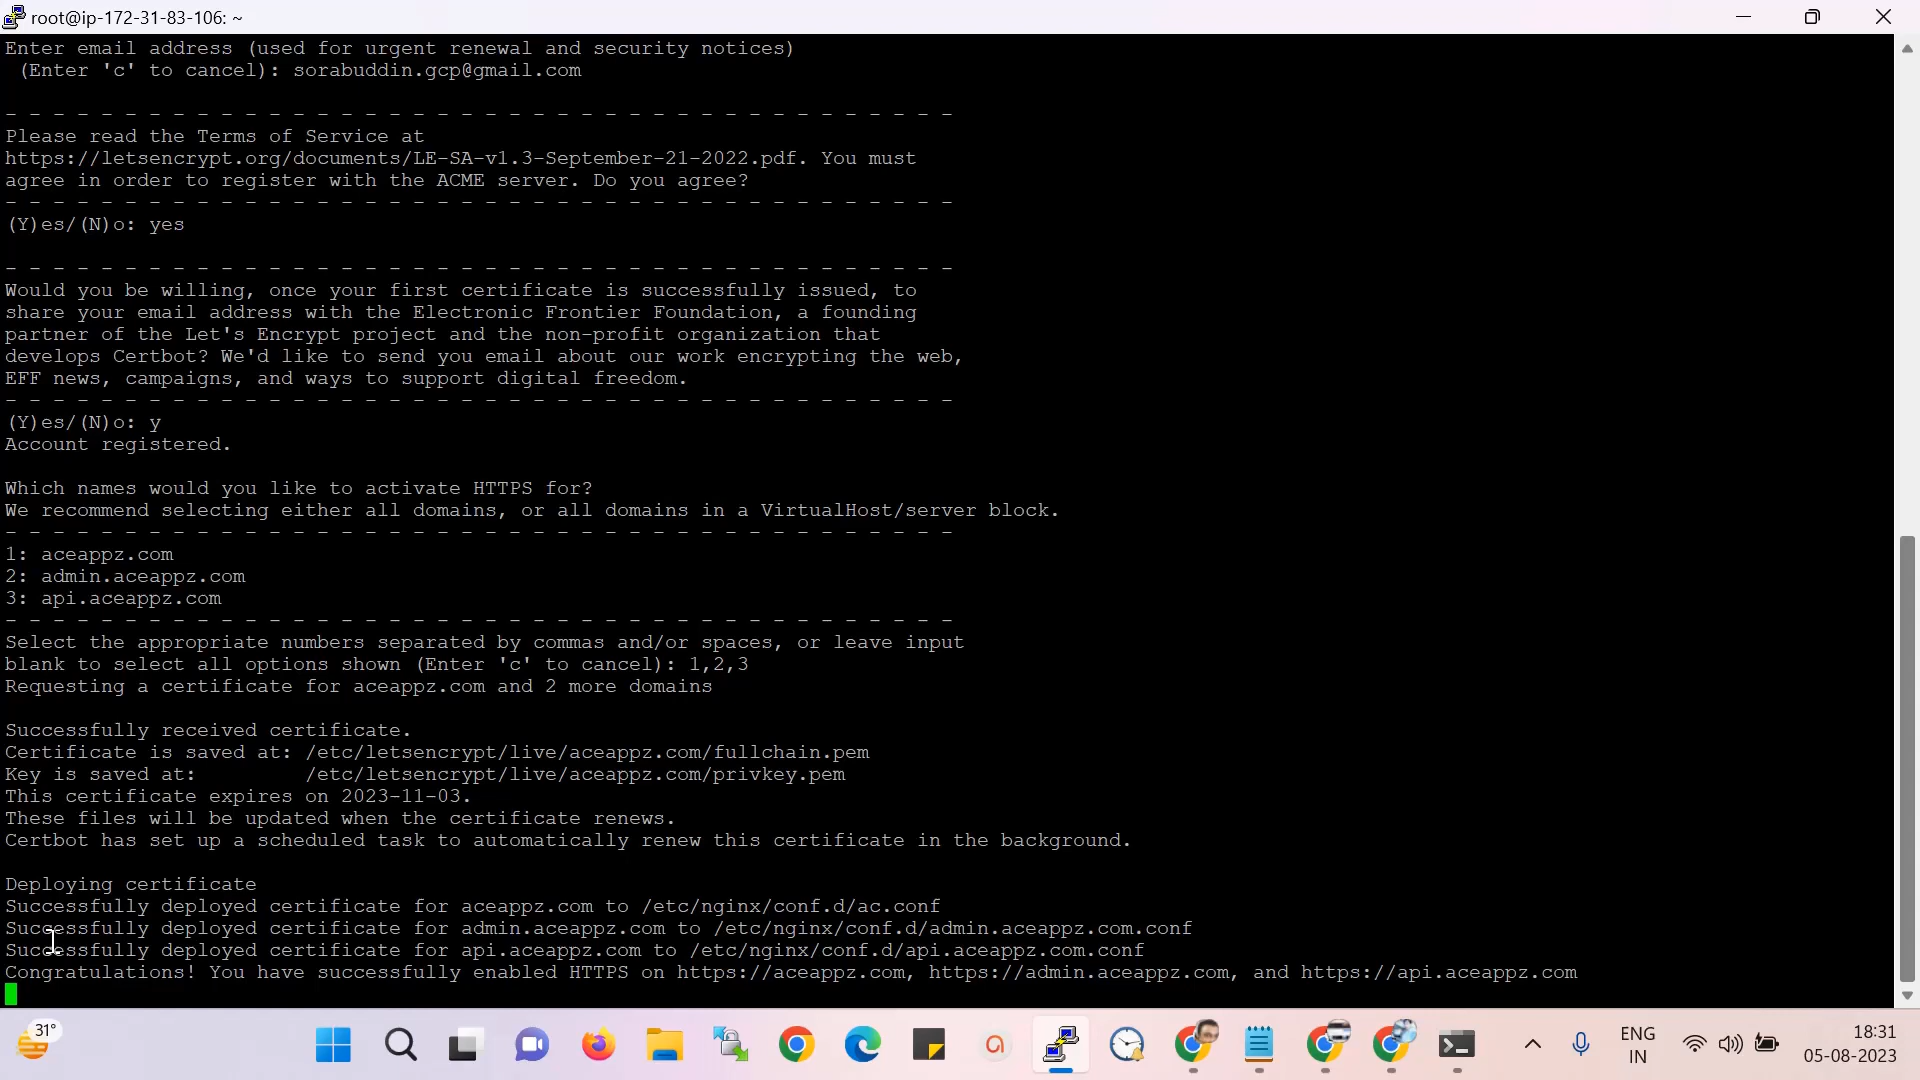 root@ip-172-31-83-106: ~
Enter email address (used for urgent renewal and security notices)
 (Enter 'c' to cancel): sorabuddin.gcp@gmail.com
- - - - - - - - - - - - - - - - - - - - - - - - - - - - - - - - - - - - - - - -
Please read the Terms of Service at
https://letsencrypt.org/documents/LE-SA-v1.3-September-21-2022.pdf. You must
agree in order to register with the ACME server. Do you agree?
- - - - - - - - - - - - - - - - - - - - - - - - - - - - - - - - - - - - - - - -
(Y)es/(N)o: yes
- - - - - - - - - - - - - - - - - - - - - - - - - - - - - - - - - - - - - - - -
Would you be willing, once your first certificate is successfully issued, to
share your email address with the Electronic Frontier Foundation, a founding
partner of the Let's Encrypt project and the non-profit organization that
develops Certbot? We'd like to send you email about our work encrypting the web,
EFF news, campaigns, and ways to support digital freedom.
- - - - - - - - - - - - - - - - - - - - - - - - - - - - - - - - - - - - - - - -
(Y)es/(N)o: y
Account registered.
Which names would you like to activate HTTPS for?
We recommend selecting either all domains, or all domains in a VirtualHost/server block.
- - - - - - - - - - - - - - - - - - - - - - - - - - - - - - - - - - - - - - - -
1: aceappz.com
2: admin.aceappz.com
3: api.aceappz.com
- - - - - - - - - - - - - - - - - - - - - - - - - - - - - - - - - - - - - - - -
Select the appropriate numbers separated by commas and/or spaces, or leave input
blank to select all options shown (Enter 'c' to cancel): 1,2,3
Requesting a certificate for aceappz.com and 2 more domains
Successfully received certificate.
Certificate is saved at: /etc/letsencrypt/live/aceappz.com/fullchain.pem
Key is saved at:         /etc/letsencrypt/live/aceappz.com/privkey.pem
This certificate expires on 2023-11-03.
These files will be updated when the certificate renews.
Certbot has set up a scheduled task to automatically renew this certificate in the background.
Deploying certificate
Successfully deployed certificate for aceappz.com to /etc/nginx/conf.d/ac.conf
Successfully deployed certificate for admin.aceappz.com to /etc/nginx/conf.d/admin.aceappz.com.conf
Successfully deployed certificate for api.aceappz.com to /etc/nginx/conf.d/api.aceappz.com.conf
Congratulations! You have successfully enabled HTTPS on https://aceappz.com, https://admin.aceappz.com, and https://api.aceappz.com
31°
ENG
IN
18:31
05-08-2023